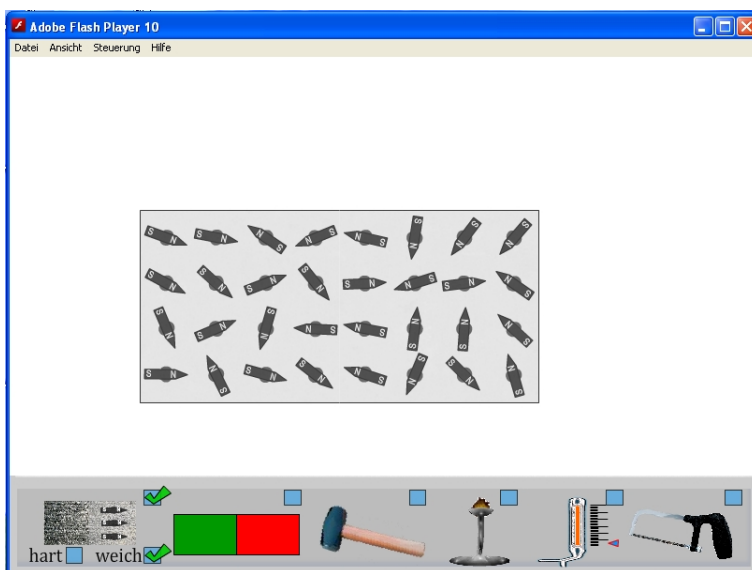 Adobe Flash Player 10
Datei Ansicht Steuerung Hilfe
S N S N N S N S N S S N S N S N
S N S N S N S N S N N S S N N S
S N S N S N N S N S N S N S N S
S N N S S N S N N S S N S N N S
hart weich